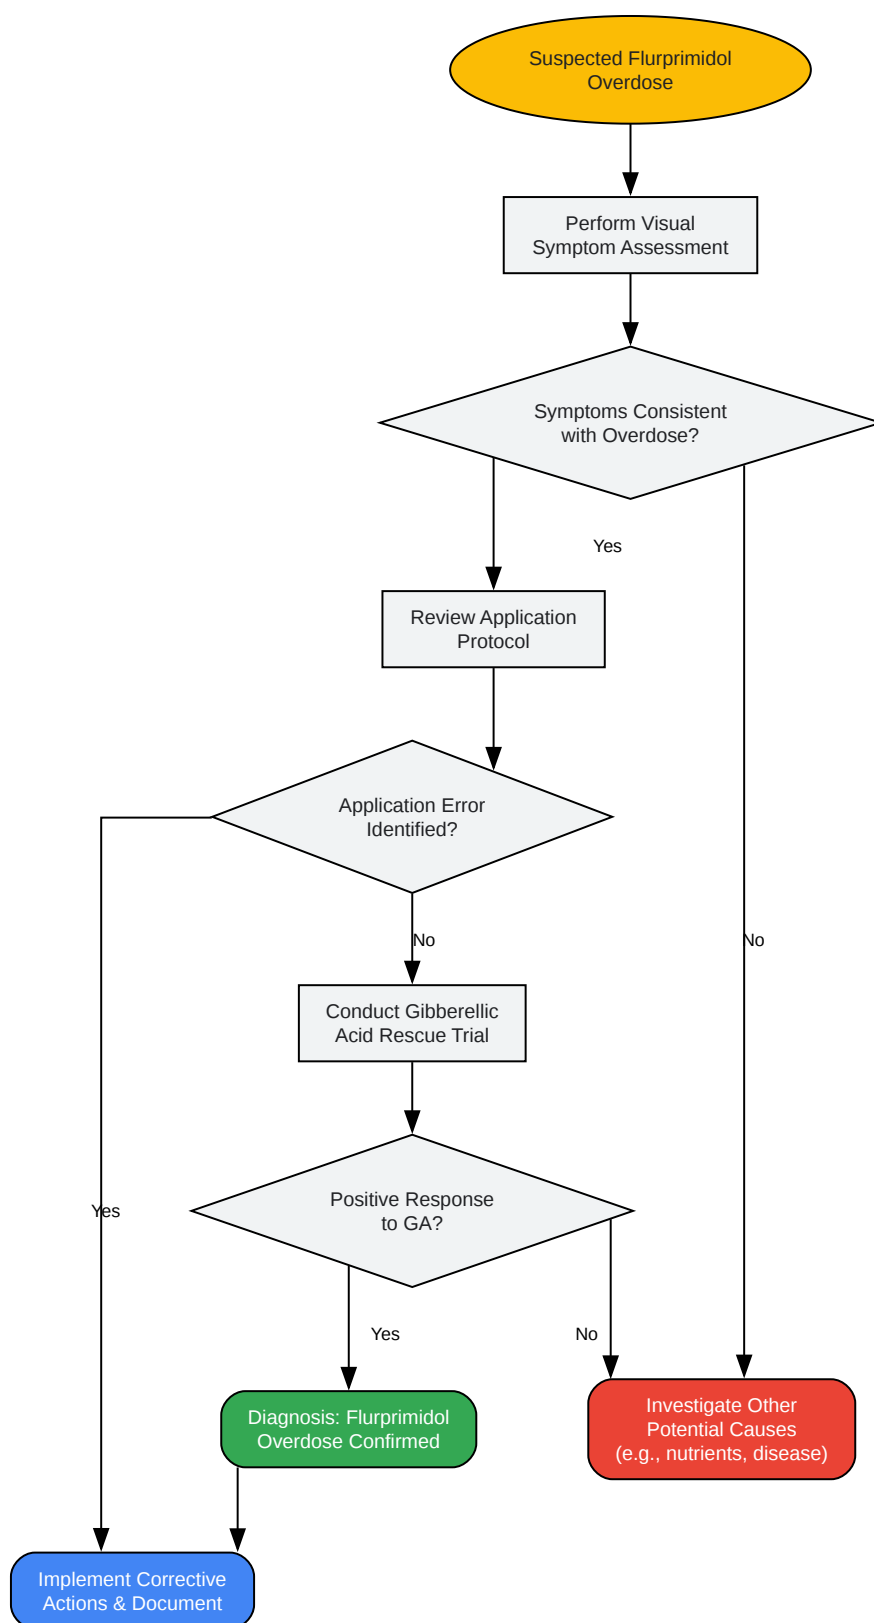 Suspected Flurprimidol
Overdose
Perform Visual
Symptom Assessment
Symptoms Consistent
with Overdose?
Yes
Review Application
Protocol
Application Error
Identified?
No
No
Conduct Gibberellic
Acid Rescue Trial
Positive Response
to GA?
Yes
Yes
No
Diagnosis: Flurprimidol
Overdose Confirmed
Investigate Other
Potential Causes
(e.g., nutrients, disease)
Implement Corrective
Actions & Document